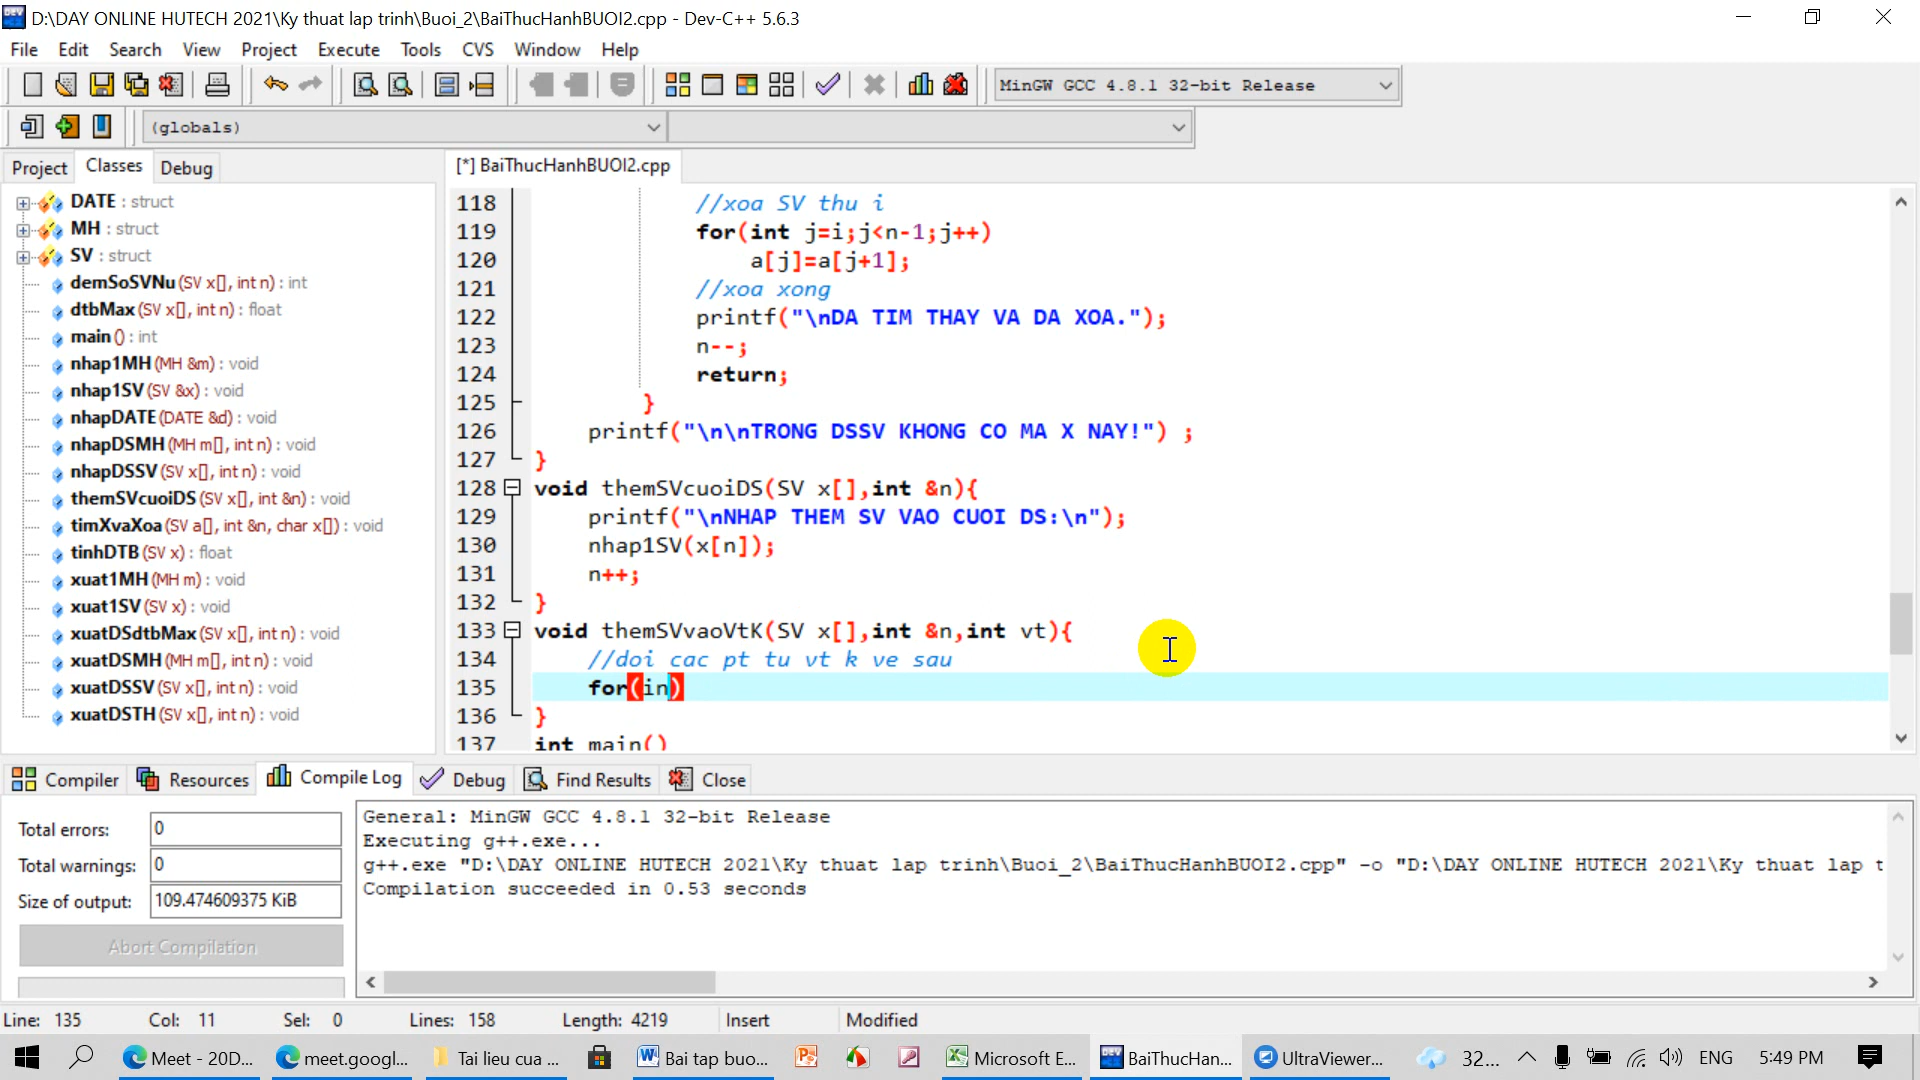 D:\DAY ONLINE HUTECH 2021\Ky thuat lap trinh\Buoi_2\BaiThucHanhBUOI2.cpp - Dev-C++ 5.6.3
File Edit Search View Project Execute Tools CVS Window Help
MinGW GCC 4.8.1 32-bit Release
(globals)
Project Classes Debug
[*] BaiThucHanhBUOI2.cpp
DATE : struct
MH : struct
SV : struct
demSoSVNu (SV x[], int n) : int
dtbMax (SV x[], int n) : float
main () : int
nhap1MH (MH &m) : void
nhap1SV (SV &x) : void
nhapDATE (DATE &d) : void
nhapDSMH (MH m[], int n) : void
nhapDSSV (SV x[], int n) : void
themSVcuoiDS (SV x[], int &n) : void
timXvaXoa (SV a[], int &n, char x[]) : void
tinhDTB (SV x) : float
xuat1MH (MH m) : void
xuat1SV (SV x) : void
xuatDSdtbMax (SV x[], int n) : void
xuatDSMH (MH m[], int n) : void
xuatDSSV (SV x[], int n) : void
xuatDSTH (SV x[], int n) : void
118 //xoa SV thu i
119 for(int j=i;j<n-1;j++)
120 a[j]=a[j+1];
121 //xoa xong
122 printf("\nDA TIM THAY VA DA XOA.");
123 n--;
124 return;
125 }
126 printf("\n\nTRONG DSSV KHONG CO MA X NAY!") ;
127 }
128 void themSVcuoiDS(SV x[],int &n){
129 printf("\nNHAP THEM SV VAO CUOI DS:\n");
130 nhap1SV(x[n]);
131 n++;
132 }
133 void themSVvaoVtK(SV x[],int &n,int vt){
134 //doi cac pt tu vt k ve sau
135 for(in)
136 }
137 int main()
Compiler Resources Compile Log Debug Find Results Close
Total errors: 0
Total warnings: 0
Size of output: 109.474609375 KiB
Abort Compilation
General: MinGW GCC 4.8.1 32-bit Release
Executing g++.exe...
g++.exe "D:\DAY ONLINE HUTECH 2021\Ky thuat lap trinh\Buoi_2\BaiThucHanhBUOI2.cpp" -o "D:\DAY ONLINE HUTECH 2021\Ky thuat lap t
Compilation succeeded in 0.53 seconds
Line: 135 Col: 11 Sel: 0 Lines: 158 Length: 4219 Insert Modified
Meet - 20D... meet.googl... Tai lieu cua ... Bai tap buo... Microsoft E... BaiThucHan... UltraViewer... 32... ENG 5:49 PM